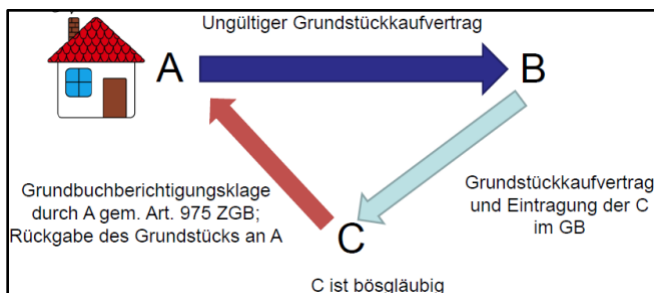 Ungültiger Grundstückkaufvertrag
A
B
Grundbuchberichtigungsklage
durch A gem. Art. 975 ZGB;
Rückgabe des Grundstücks an A
Grundstückkaufvertrag
und Eintragung der C
im GB
C
C ist bösgläubig